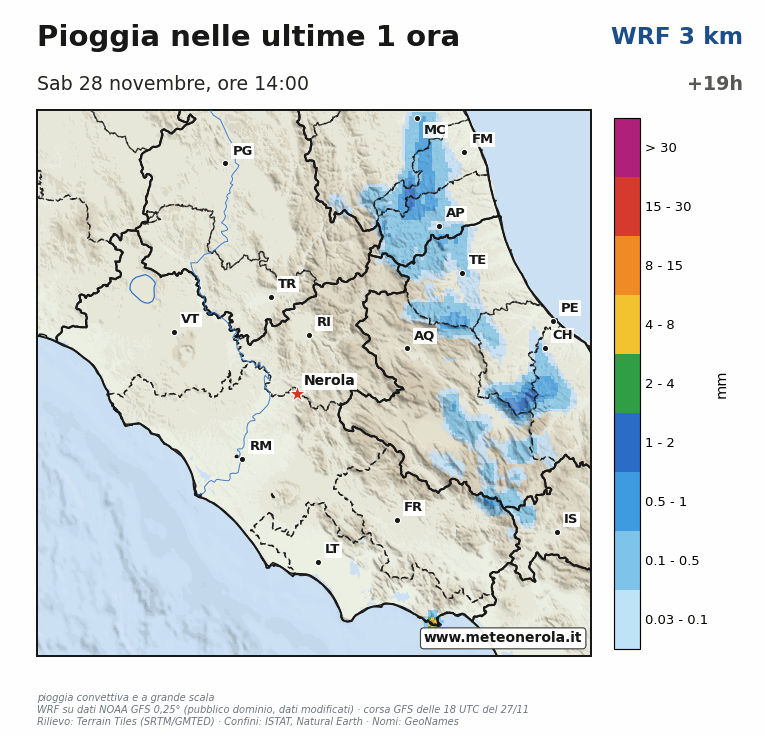 Pioggia nelle ultime 1 ora
WRF 3 km
Sab 28 novembre, ore 14:00
+19h
MC
FM
PG
AP
TE
TR
PE
VT
RI
CH
AQ
Nerola
RM
FR
IS
LT
www.meteonerola.it
> 30
15 - 30
8 - 15
4 - 8
2 - 4
1 - 2
0.5 - 1
0.1 - 0.5
0.03 - 0.1
mm
pioggia convettiva e a grande scala
WRF su dati NOAA GFS 0,25° (pubblico dominio, dati modificati) · corsa GFS delle 18 UTC del 27/11
Rilievo: Terrain Tiles (SRTM/GMTED) · Confini: ISTAT, Natural Earth · Nomi: GeoNames